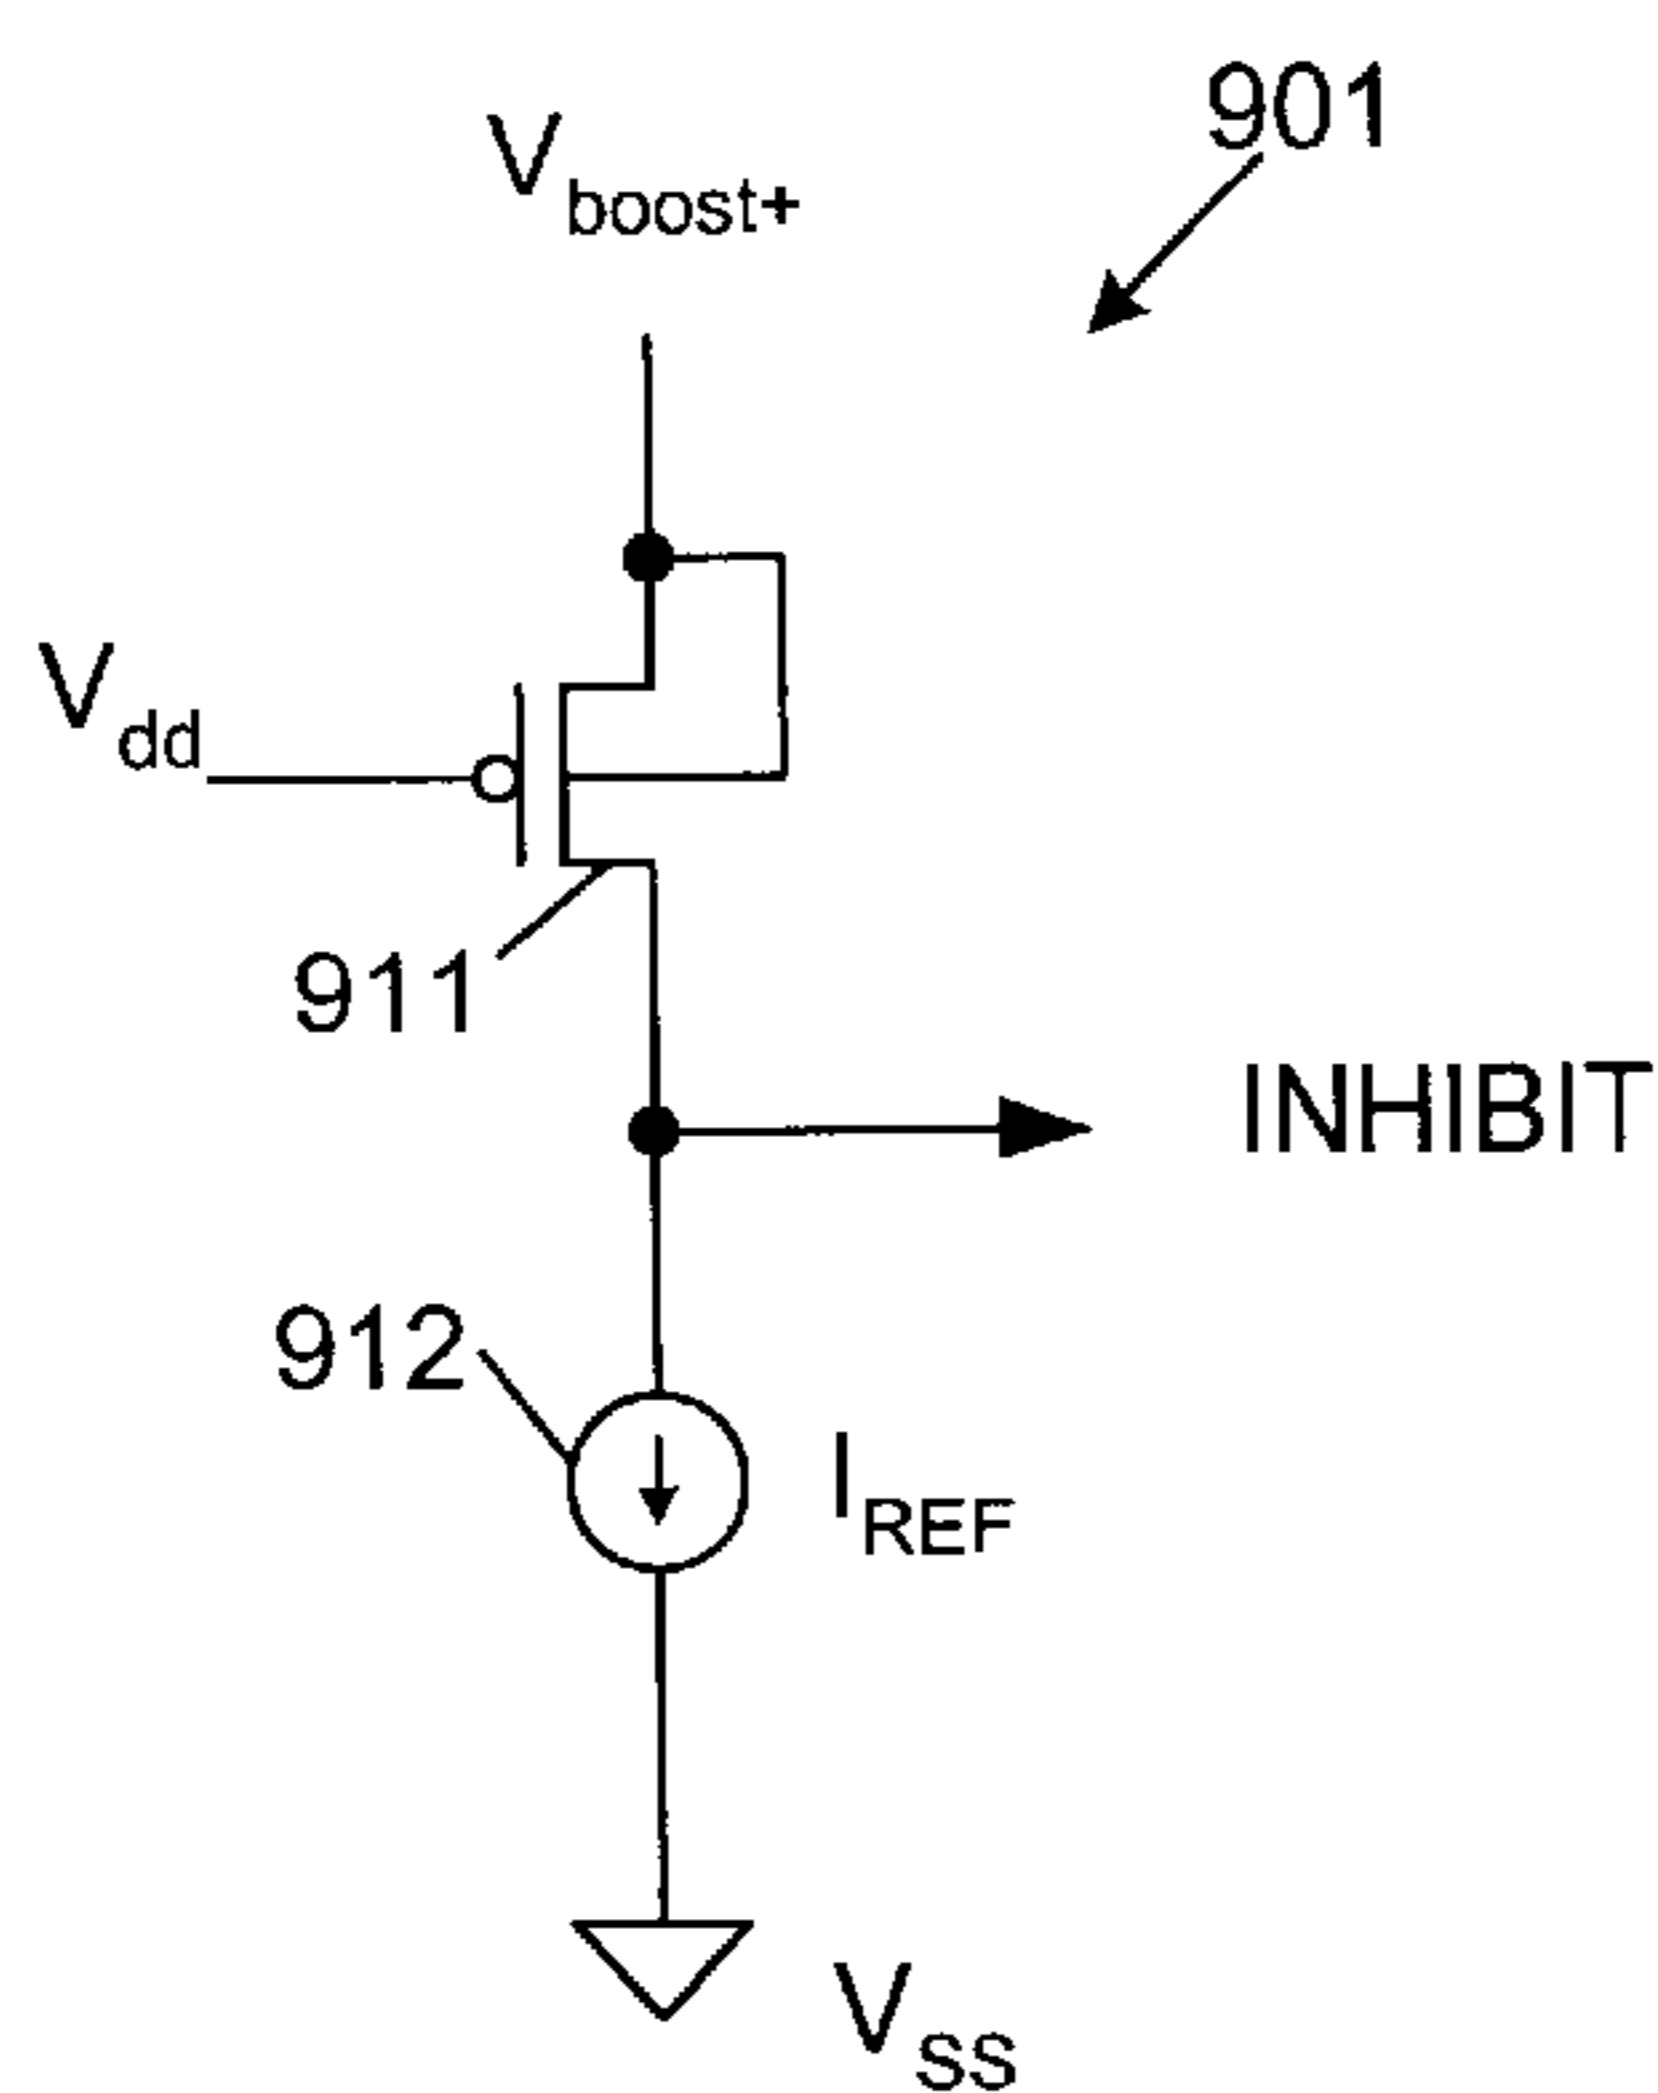 901
Vboost+
Vdd
911
INHIBIT
912
IREF
VSS